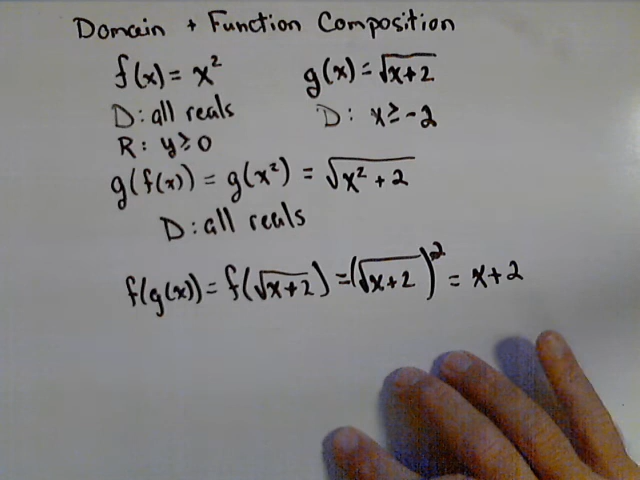 Domain + Function Composition
f(x) = x² g(x) = √(x+2)
D: all reals D: x ≥ -2
R: y ≥ 0
g(f(x)) = g(x²) = √(x² + 2)
D: all reals
f(g(x)) = f(√(x+2)) = (√(x+2))² = x+2